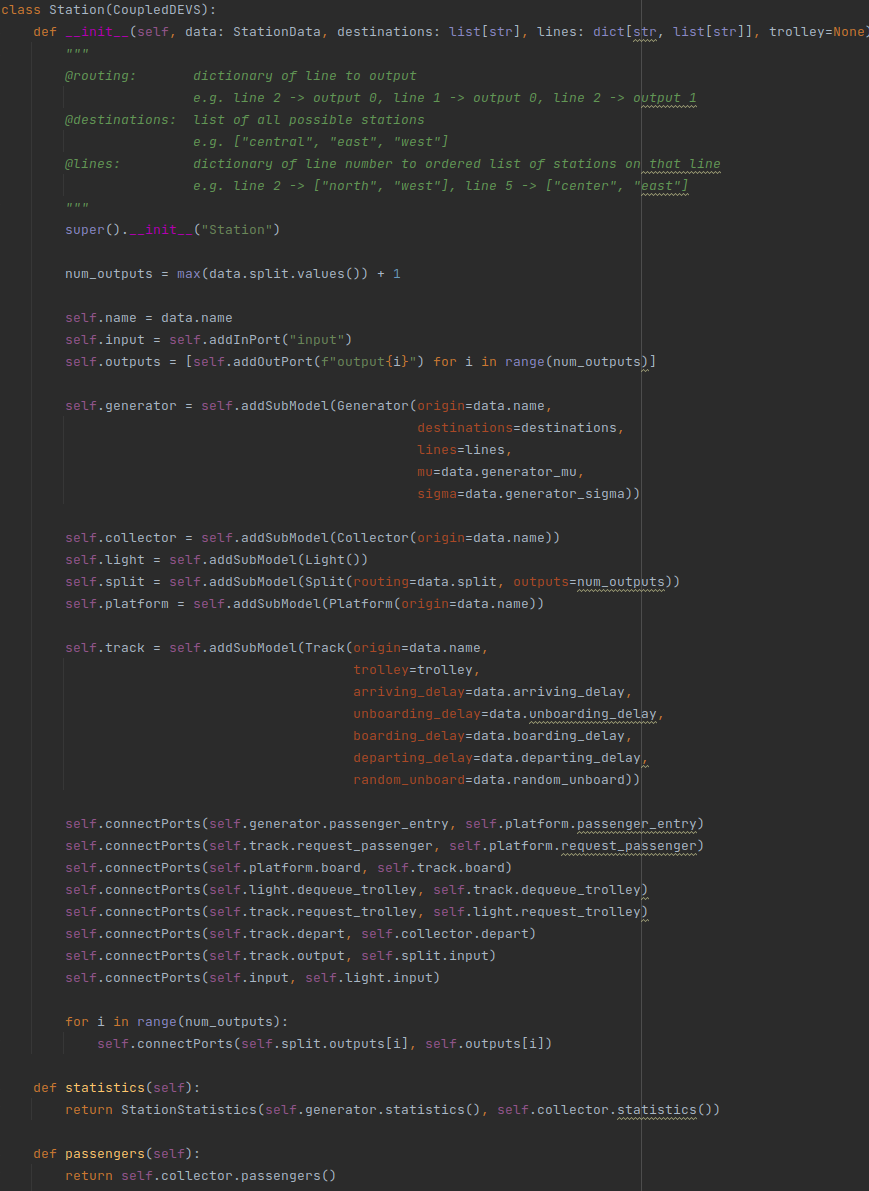 class Station(CoupledDEVS):
    def __init__(self, data: StationData, destinations: list[str], lines: dict[str, list[str]], trolley=None)
        """
        @routing:       dictionary of line to output
                        e.g. line 2 -> output 0, line 1 -> output 0, line 2 -> output 1
        @destinations:  list of all possible stations
                        e.g. ["central", "east", "west"]
        @lines:         dictionary of line number to ordered list of stations on that line
                        e.g. line 2 -> ["north", "west"], line 5 -> ["center", "east"]
        """
        super().__init__("Station")

        num_outputs = max(data.split.values()) + 1

        self.name = data.name
        self.input = self.addInPort("input")
        self.outputs = [self.addOutPort(f"output{i}") for i in range(num_outputs)]

        self.generator = self.addSubModel(Generator(origin=data.name,
                                                    destinations=destinations,
                                                    lines=lines,
                                                    mu=data.generator_mu,
                                                    sigma=data.generator_sigma))

        self.collector = self.addSubModel(Collector(origin=data.name))
        self.light = self.addSubModel(Light())
        self.split = self.addSubModel(Split(routing=data.split, outputs=num_outputs))
        self.platform = self.addSubModel(Platform(origin=data.name))

        self.track = self.addSubModel(Track(origin=data.name,
                                            trolley=trolley,
                                            arriving_delay=data.arriving_delay,
                                            unboarding_delay=data.unboarding_delay,
                                            boarding_delay=data.boarding_delay,
                                            departing_delay=data.departing_delay,
                                            random_unboard=data.random_unboard))

        self.connectPorts(self.generator.passenger_entry, self.platform.passenger_entry)
        self.connectPorts(self.track.request_passenger, self.platform.request_passenger)
        self.connectPorts(self.platform.board, self.track.board)
        self.connectPorts(self.light.dequeue_trolley, self.track.dequeue_trolley)
        self.connectPorts(self.track.request_trolley, self.light.request_trolley)
        self.connectPorts(self.track.depart, self.collector.depart)
        self.connectPorts(self.track.output, self.split.input)
        self.connectPorts(self.input, self.light.input)

        for i in range(num_outputs):
            self.connectPorts(self.split.outputs[i], self.outputs[i])

    def statistics(self):
        return StationStatistics(self.generator.statistics(), self.collector.statistics())

    def passengers(self):
        return self.collector.passengers()